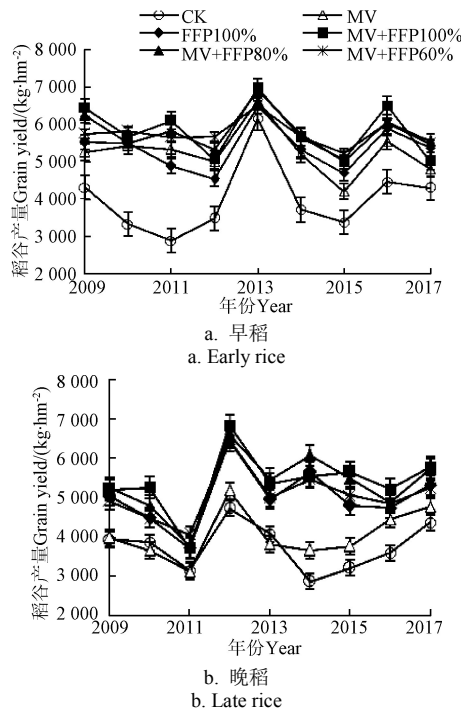 CK MV
FFP100% MV+FFP100%
MV+FFP80% MV+FFP60%
稻谷产量Grain yield/(kg·hm-2)
8 000
7 000
6 000
5 000
4 000
3 000
2 000
2009 2011 2013 2015 2017
年份Year
a. 早稻
a. Early rice
稻谷产量Grain yield/(kg·hm-2)
8 000
7 000
6 000
5 000
4 000
3 000
2 000
2009 2011 2013 2015 2017
年份Year
b. 晚稻
b. Late rice